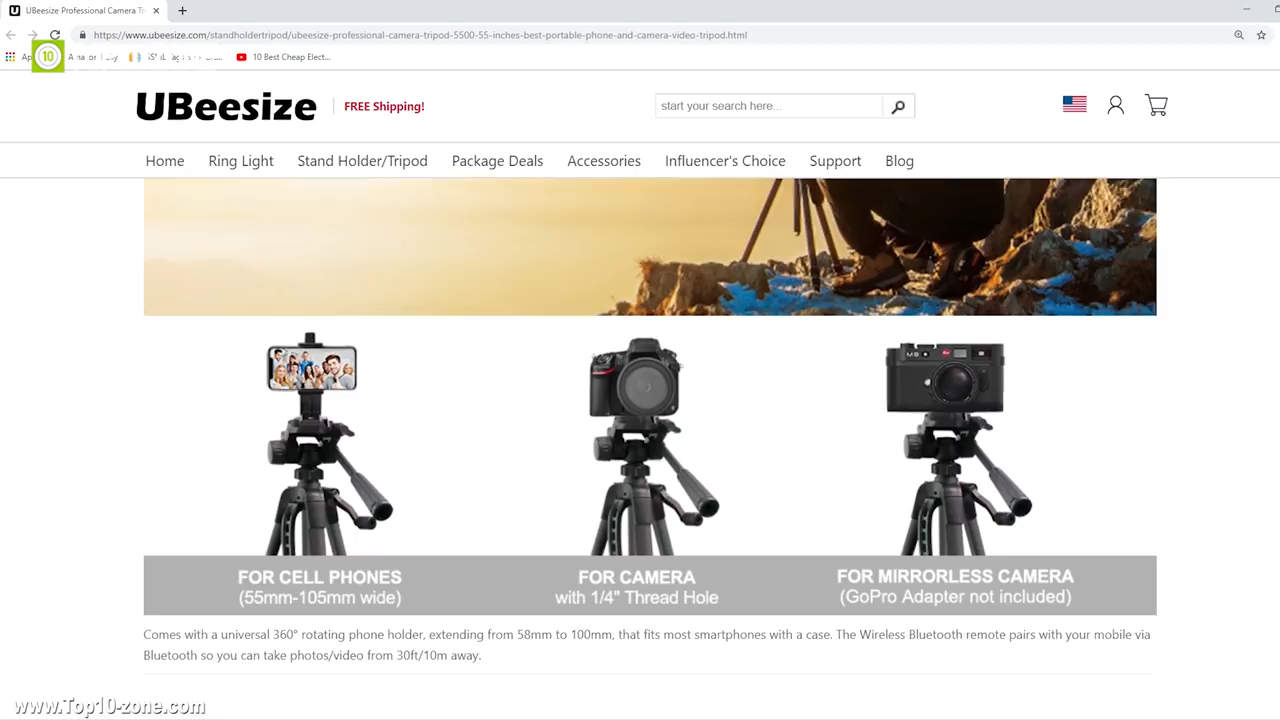 UBeesize Professional Camera Tr
https://www.ubeesize.com/standholdertripod/ubeesize-professional-camera-tripod-5500-55-inches-best-portable-phone-and-camera-video-tripod.html
10
10 Best Cheap Elect...
UBeesize
FREE Shipping!
start your search here...
Home
Ring Light
Stand Holder/Tripod
Package Deals
Accessories
Influencer's Choice
Support
Blog
M8
FOR CELL PHONES
(55mm-105mm wide)
FOR CAMERA
with 1/4" Thread Hole
FOR MIRRORLESS CAMERA
(GoPro Adapter not included)
Comes with a universal 360° rotating phone holder, extending from 58mm to 100mm, that fits most smartphones with a case. The Wireless Bluetooth remote pairs with your mobile via
Bluetooth so you can take photos/video from 30ft/10m away.
www.Top10-zone.com